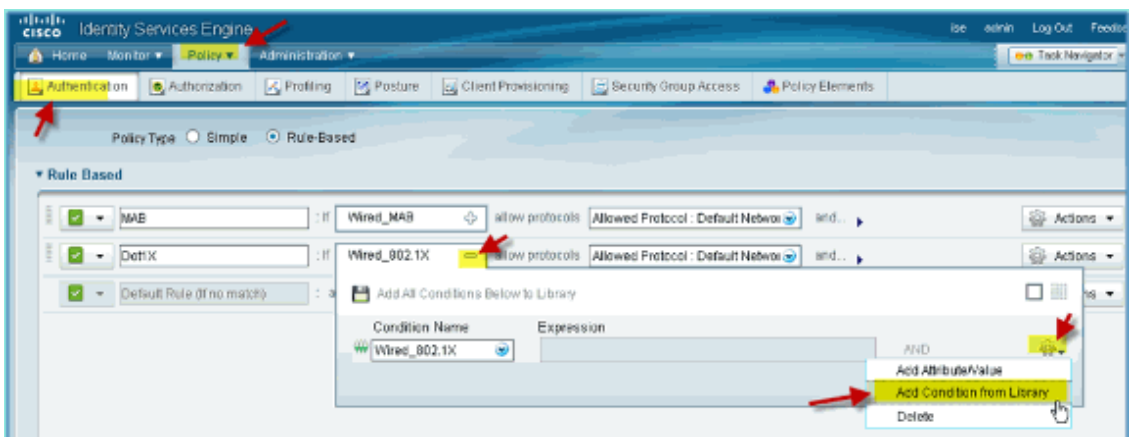 CISCO Identity Services Engine ise admin Log Out Feedb
Home Monitor Policy Administration Task Navigator
Authentication Authorization Profiling Posture Client Provisioning Security Group Access Policy Elements
Policy Type Simple Rule-Based
Rule Based
MAB : If Wired_MAB allow protocols Allowed Protocol : Default Networ and.. Actions
Dot1X : If Wired_802.1X allow protocols Allowed Protocol : Default Networ and.. Actions
Default Rule (If no match) : a
Add All Conditions Below to Library
Condition Name Expression
Wired_802.1X AND
Add Attribute/Value
Add Condition from Library
Delete